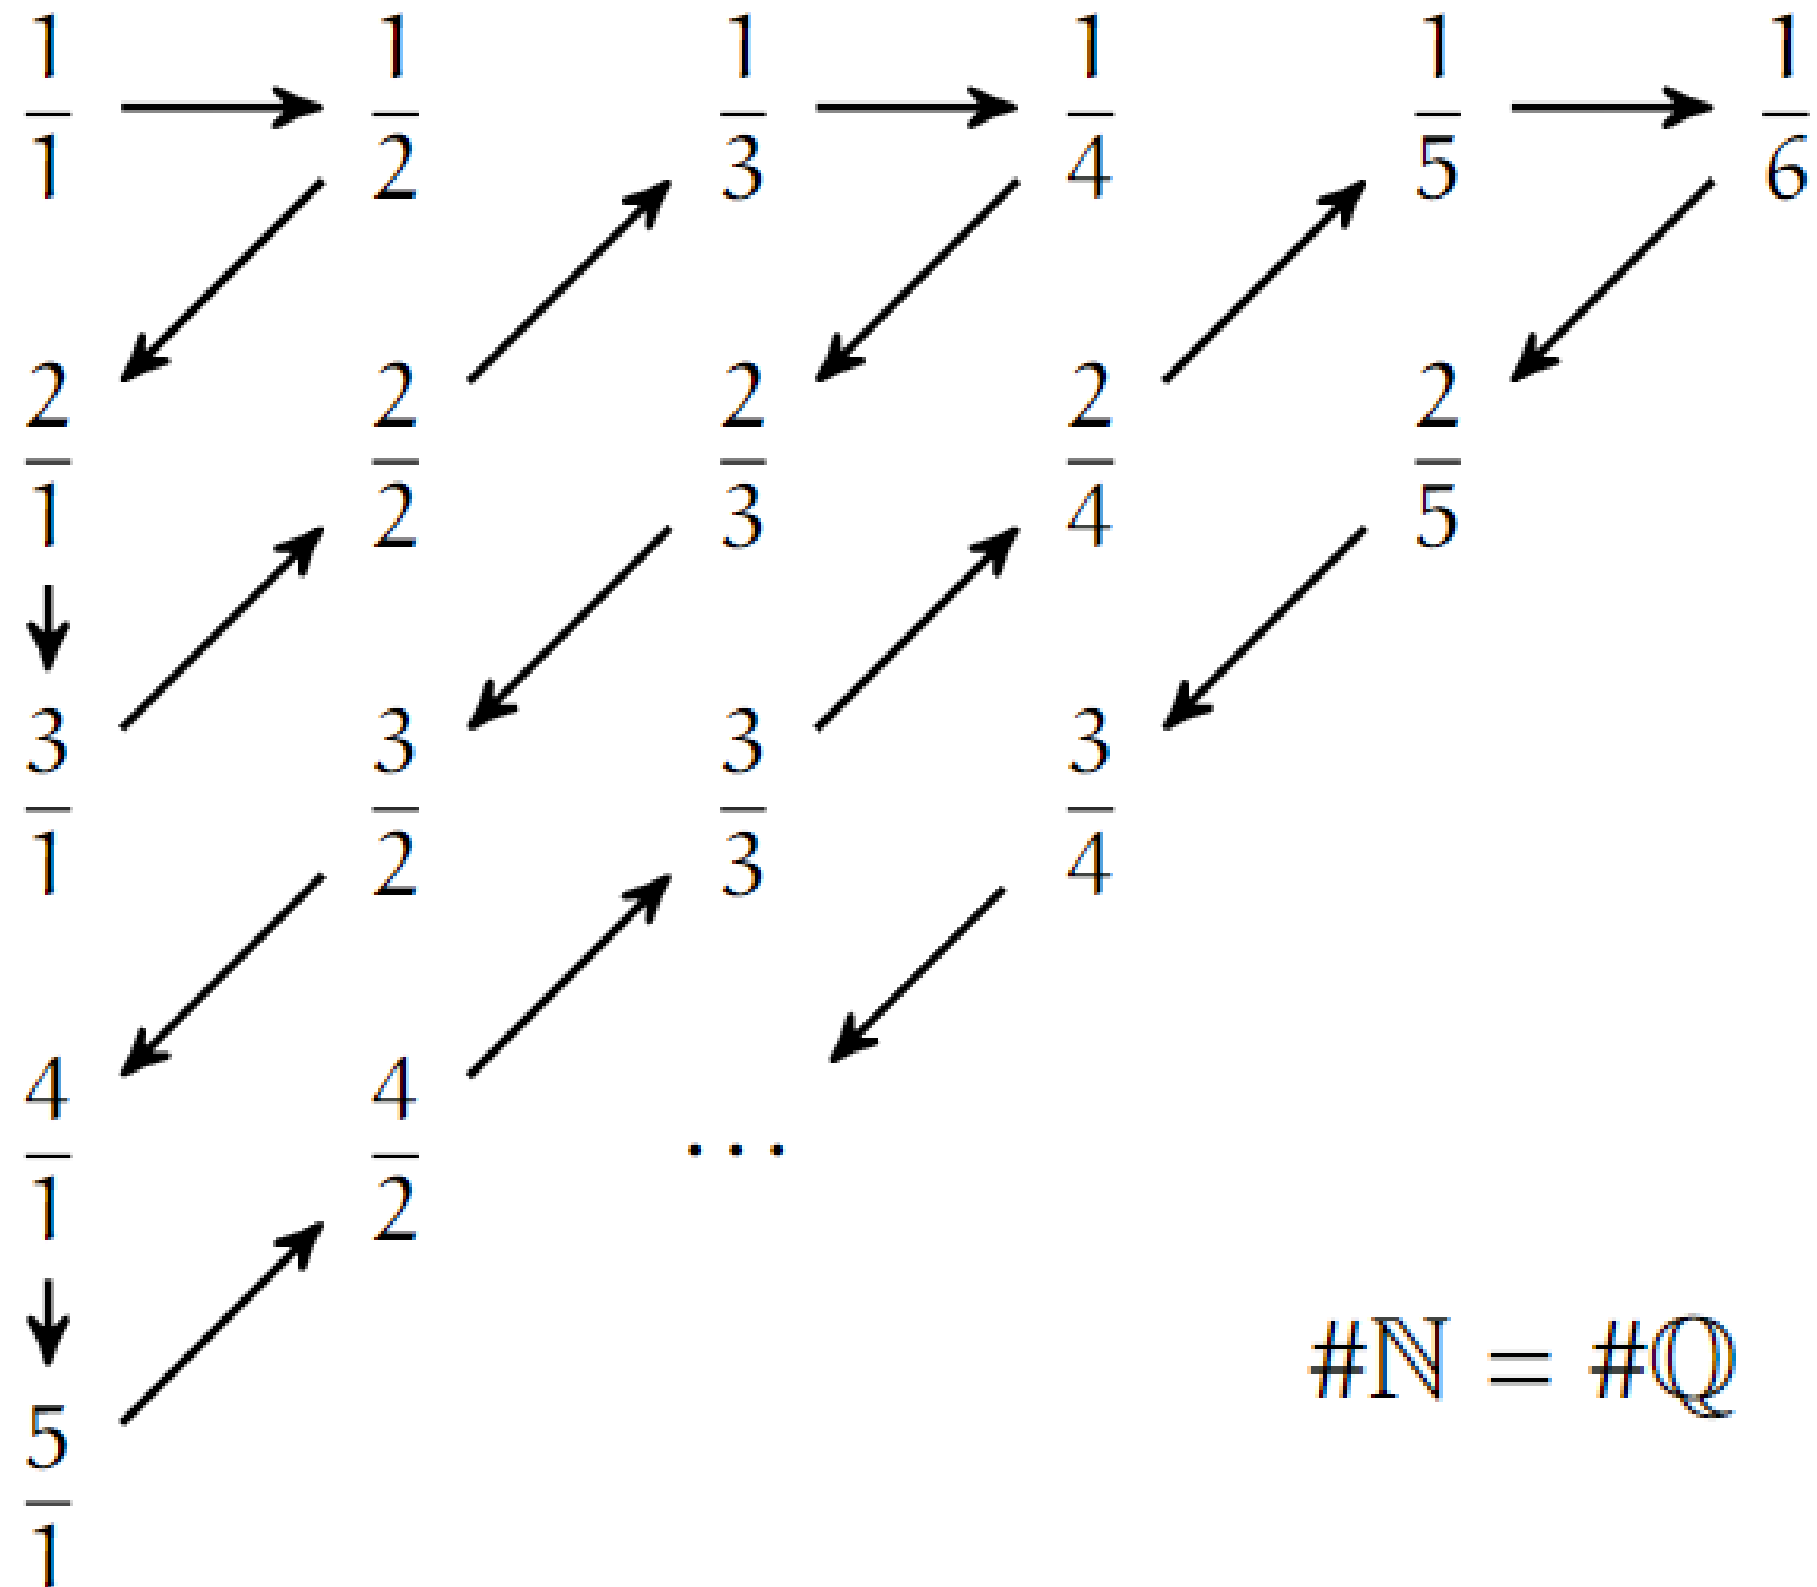 1/1 → 1/2 1/3 → 1/4 1/5 → 1/6
2/1 2/2 2/3 2/4 2/5
3/1 3/2 3/3 3/4
4/1 4/2 ...
5/1
#ℕ = #ℚ